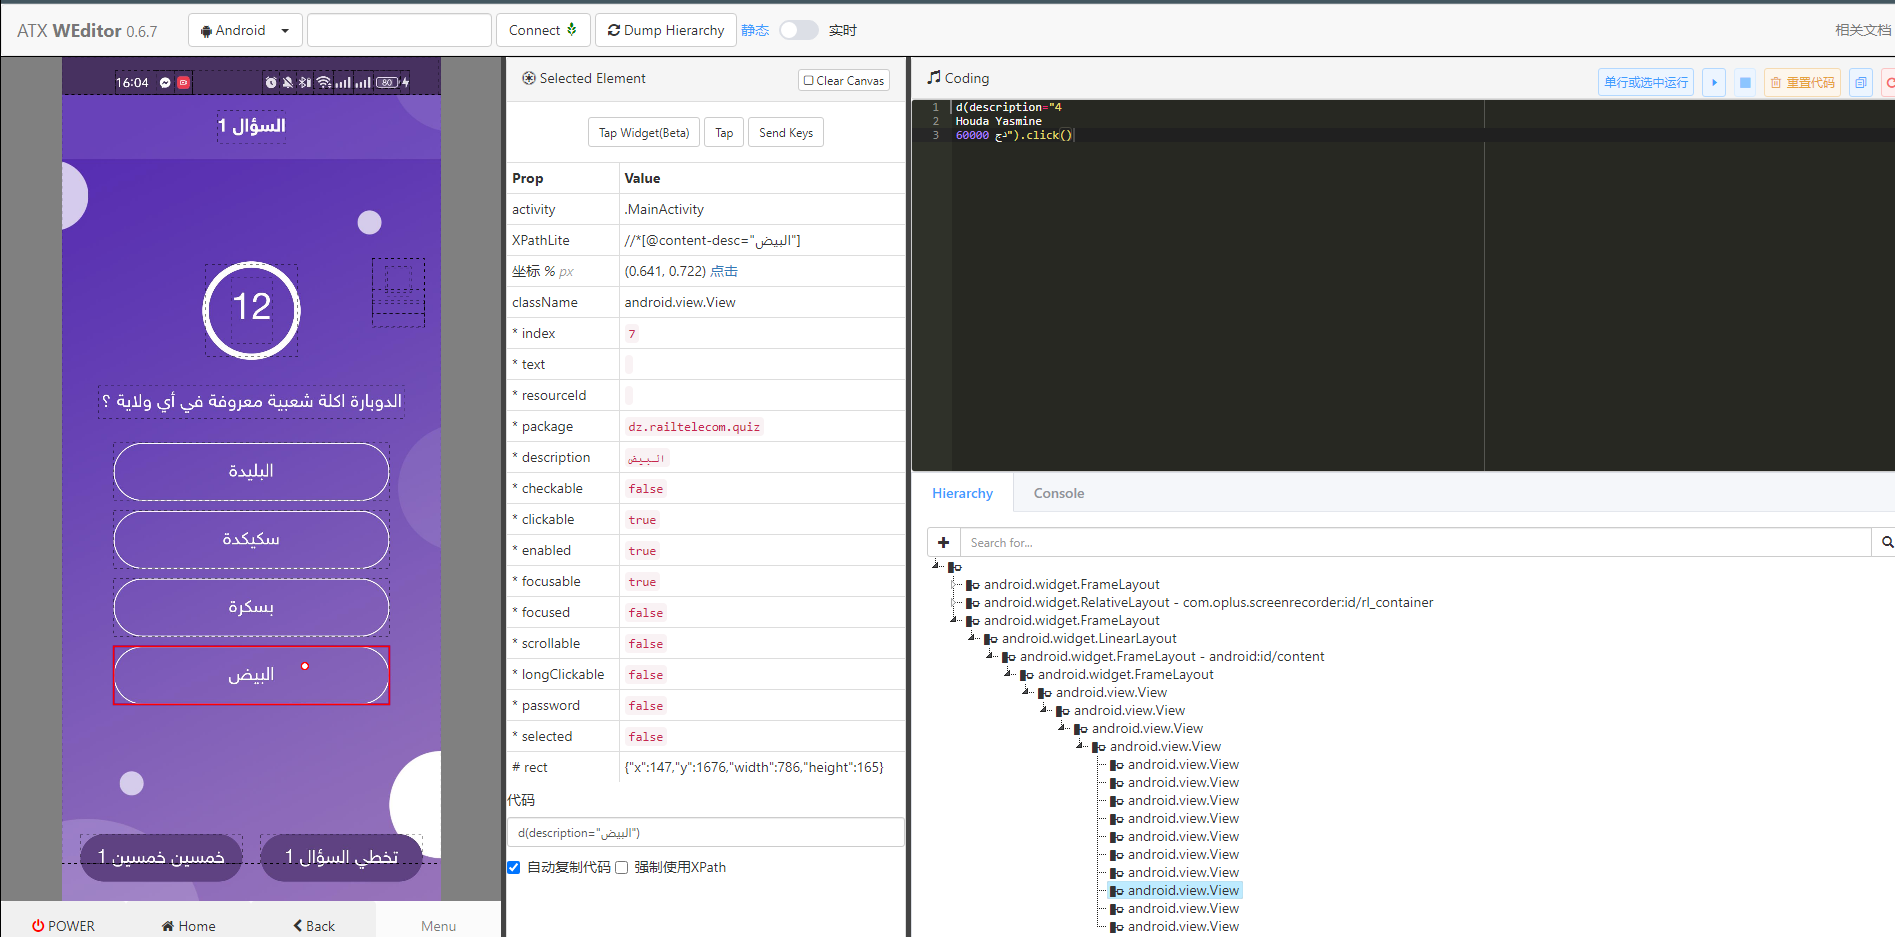 ATX WEditor 0.6.7
Android
Connect
Dump Hierarchy
静态
实时
相关文档
16:04
80
السؤال 1
12
الدوبارة اكلة شعبية معروفة في أي ولاية ؟
البليدة
سكيكدة
بسكرة
البيض
خمسين خمسين 1
تخطي السؤال 1
POWER
Home
Back
Menu
Selected Element
Clear Canvas
Tap Widget(Beta)
Tap
Send Keys
Prop Value
activity .MainActivity
XPathLite //*[@content-desc="البيض"]
坐标 % px (0.641, 0.722) 点击
className android.view.View
* index 7
* text
* resourceId
* package dz.railtelecom.quiz
* description البيض
* checkable false
* clickable true
* enabled true
* focusable true
* focused false
* scrollable false
* longClickable false
* password false
* selected false
# rect {"x":147,"y":1676,"width":786,"height":165}
代码
d(description="البيض")
自动复制代码 强制使用XPath
Coding
单行或选中运行
重置代码
1 d(description="4
2 Houda Yasmine
3 60000 دج").click()
Hierarchy
Console
Search for...
android.widget.FrameLayout
android.widget.RelativeLayout - com.oplus.screenrecorder:id/rl_container
android.widget.FrameLayout
android.widget.LinearLayout
android.widget.FrameLayout - android:id/content
android.widget.FrameLayout
android.view.View
android.view.View
android.view.View
android.view.View
android.view.View
android.view.View
android.view.View
android.view.View
android.view.View
android.view.View
android.view.View
android.view.View
android.view.View
android.view.View